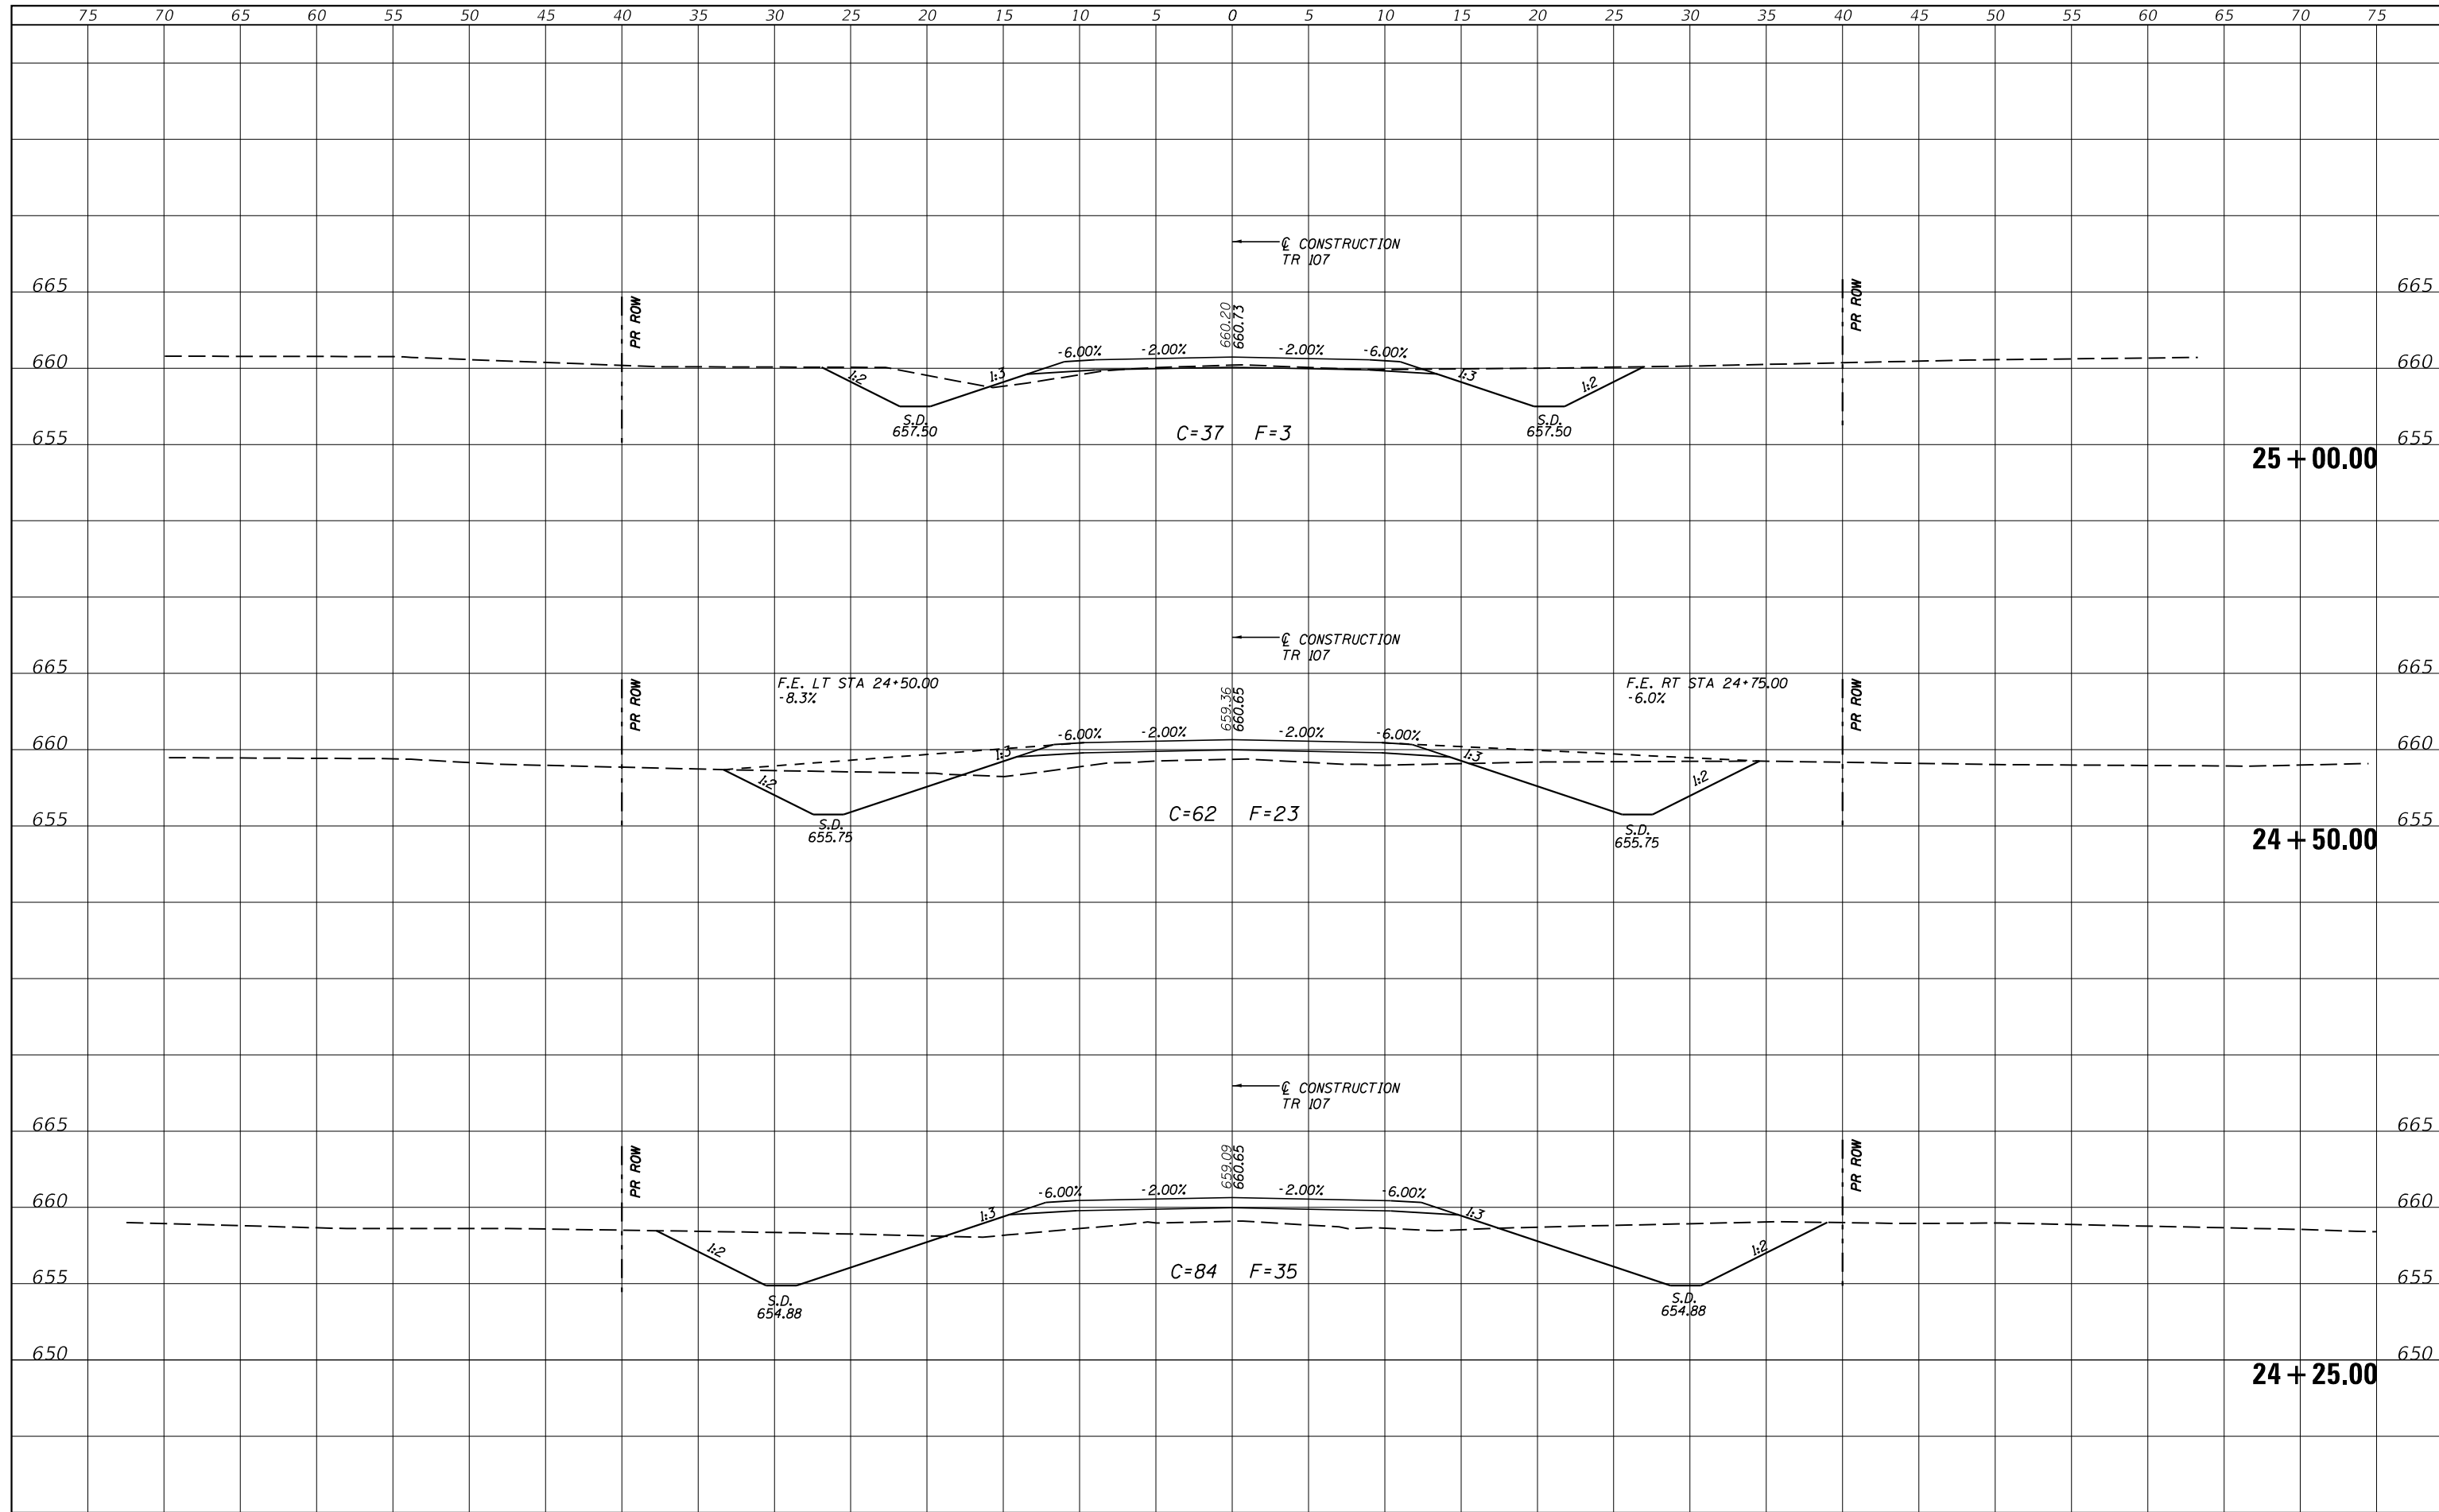 75 70 65 60 55 50 45 40 35 30 25 20 15 10 5 0 5 10 15 20 25 30 35 40 45 50 55 60 65 70 75
℄ CONSTRUCTION
TR 107
665 665
PR ROW
660.20
660.73
PR ROW
660 -6.00% -2.00% -2.00% -6.00% 660
1:2 1:3 1:3 1:2
S.D.
657.50
S.D.
657.50
655 C=37 F=3 655
25+00.00
℄ CONSTRUCTION
TR 107
665 665
PR ROW
F.E. LT STA 24+50.00
-8.3%
659.36
660.65
F.E. RT STA 24+75.00
-6.0%
PR ROW
660 -6.00% -2.00% -2.00% -6.00% 660
1:2 1:3 1:3 1:2
S.D.
655.75
S.D.
655.75
655 C=62 F=23 655
24+50.00
℄ CONSTRUCTION
TR 107
665 665
PR ROW
659.09
660.65
PR ROW
660 -6.00% -2.00% -2.00% -6.00% 660
1:2 1:3 1:3 1:2
655 C=84 F=35 655
S.D.
654.88
S.D.
654.88
650 650
24+25.00